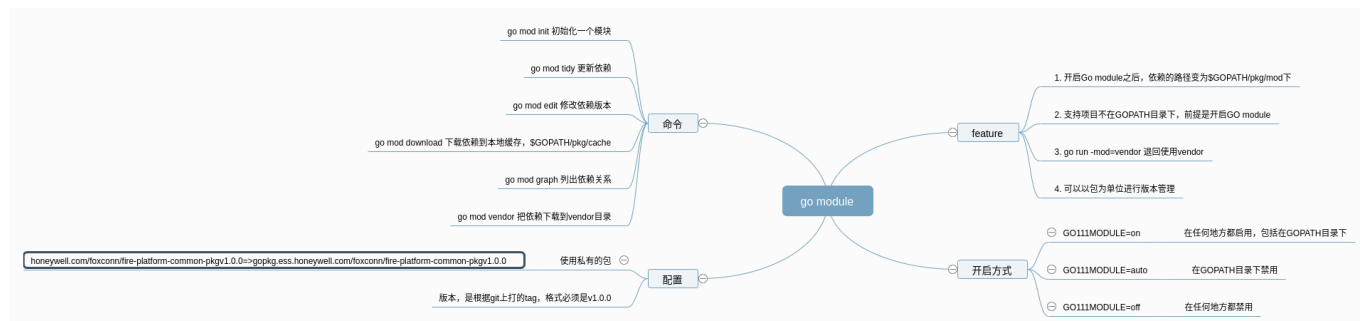 go module
命令
go mod init 初始化一个模块
go mod tidy 更新依赖
go mod edit 修改依赖版本
go mod download 下载依赖到本地缓存，$GOPATH/pkg/cache
go mod graph 列出依赖关系
go mod vendor 把依赖下载到vendor目录
配置
使用私有的包
honeywell.com/foxconn/fire-platform-common-pkgv1.0.0=>gopkg.ess.honeywell.com/foxconn/fire-platform-common-pkgv1.0.0
版本，是根据git上打的tag，格式必须是v1.0.0
feature
1. 开启Go module之后，依赖的路径变为$GOPATH/pkg/mod下
2. 支持项目不在GOPATH目录下，前提是开启GO module
3. go run -mod=vendor 退回使用vendor
4. 可以以包为单位进行版本管理
开启方式
GO111MODULE=on 在任何地方都启用，包括在GOPATH目录下
GO111MODULE=auto 在GOPATH目录下禁用
GO111MODULE=off 在任何地方都禁用